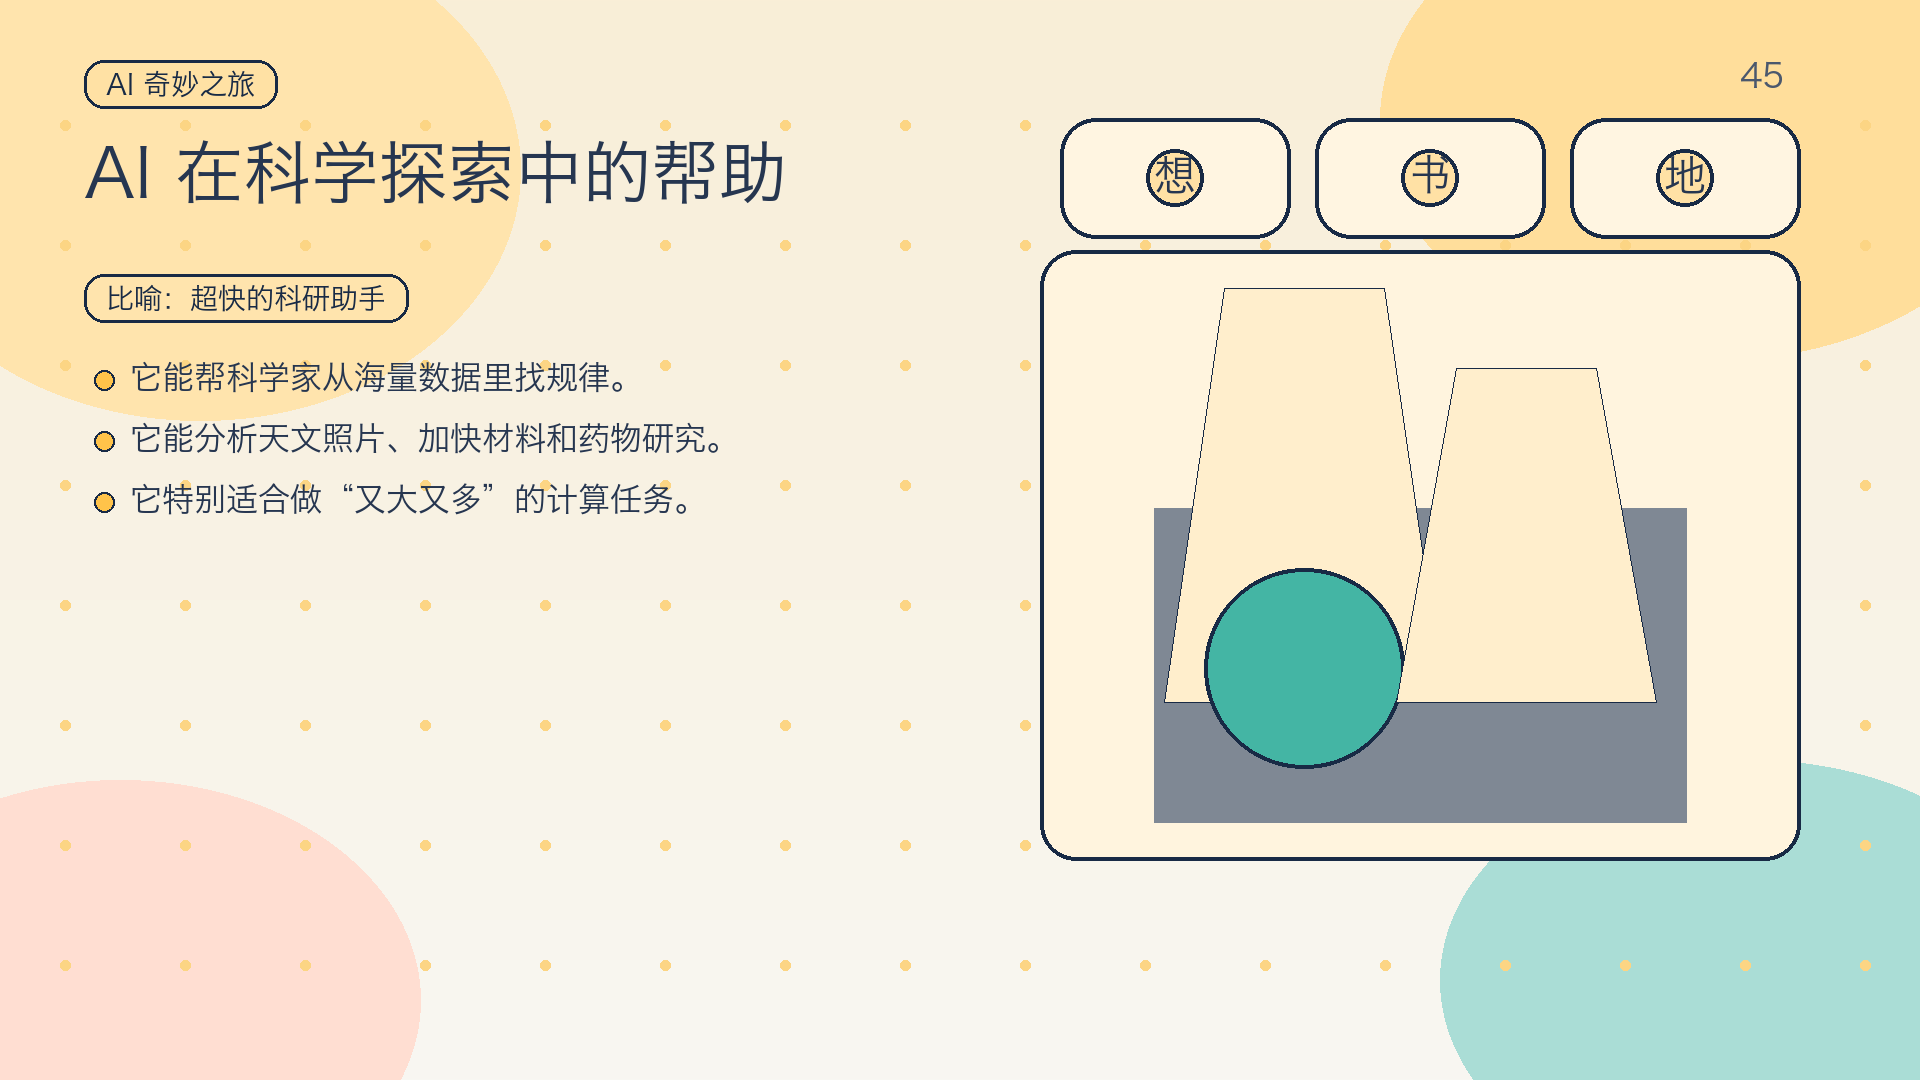 AI 奇妙之旅
45
AI 在科学探索中的帮助
想
书
地
比喻：超快的科研助手
它能帮科学家从海量数据里找规律。
它能分析天文照片、加快材料和药物研究。
它特别适合做“又大又多”的计算任务。